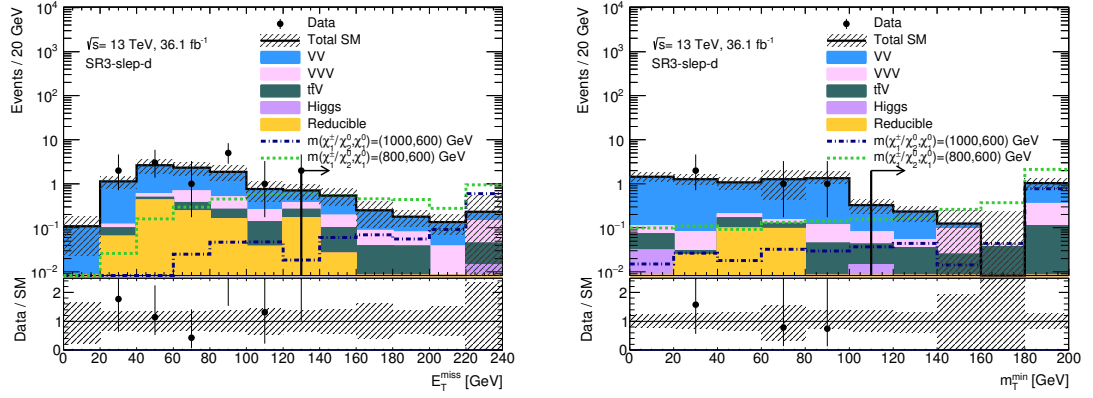 Events / 20 GeV
10⁴
10³
10²
10
1
10⁻¹
10⁻²
√s= 13 TeV, 36.1 fb⁻¹
SR3-slep-d
Data
Total SM
VV
VVV
tt̄V
Higgs
Reducible
m(χ̃₁±/χ̃₂⁰,χ̃₁⁰)=(1000,600) GeV
m(χ̃₁±/χ̃₂⁰,χ̃₁⁰)=(800,600) GeV
Data / SM
2
1
0
0 20 40 60 80 100 120 140 160 180 200 220 240
E_T^miss [GeV]
Events / 20 GeV
10⁴
10³
10²
10
1
10⁻¹
10⁻²
√s= 13 TeV, 36.1 fb⁻¹
SR3-slep-d
Data
Total SM
VV
VVV
tt̄V
Higgs
Reducible
m(χ̃₁±/χ̃₂⁰,χ̃₁⁰)=(1000,600) GeV
m(χ̃₁±/χ̃₂⁰,χ̃₁⁰)=(800,600) GeV
Data / SM
2
1
0
0 20 40 60 80 100 120 140 160 180 200
m_T^min [GeV]